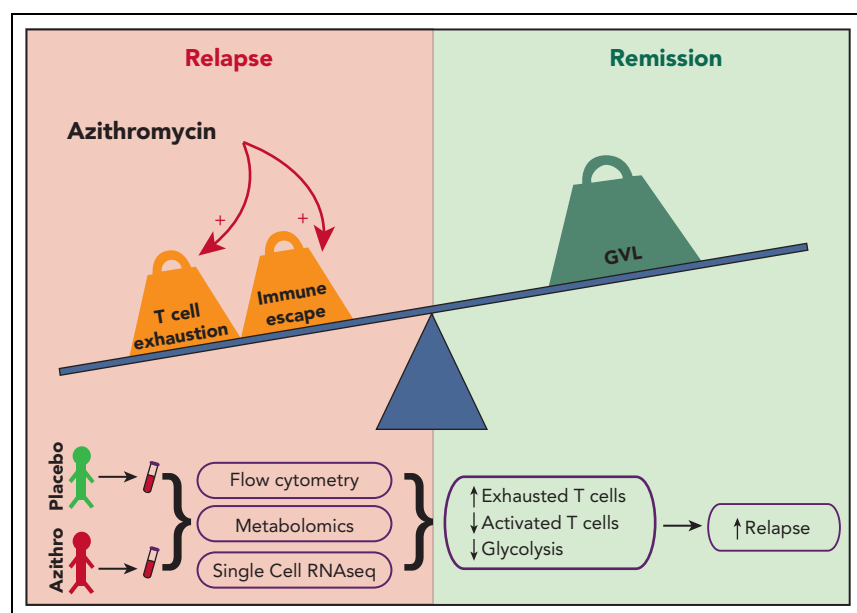 Relapse
Remission
Azithromycin
+
+
T cell
exhaustion
Immune
escape
GVL
Placebo
Azithro
Flow cytometry
Metabolomics
Single Cell RNAseq
↑ Exhausted T cells
↓ Activated T cells
↓ Glycolysis
↑ Relapse